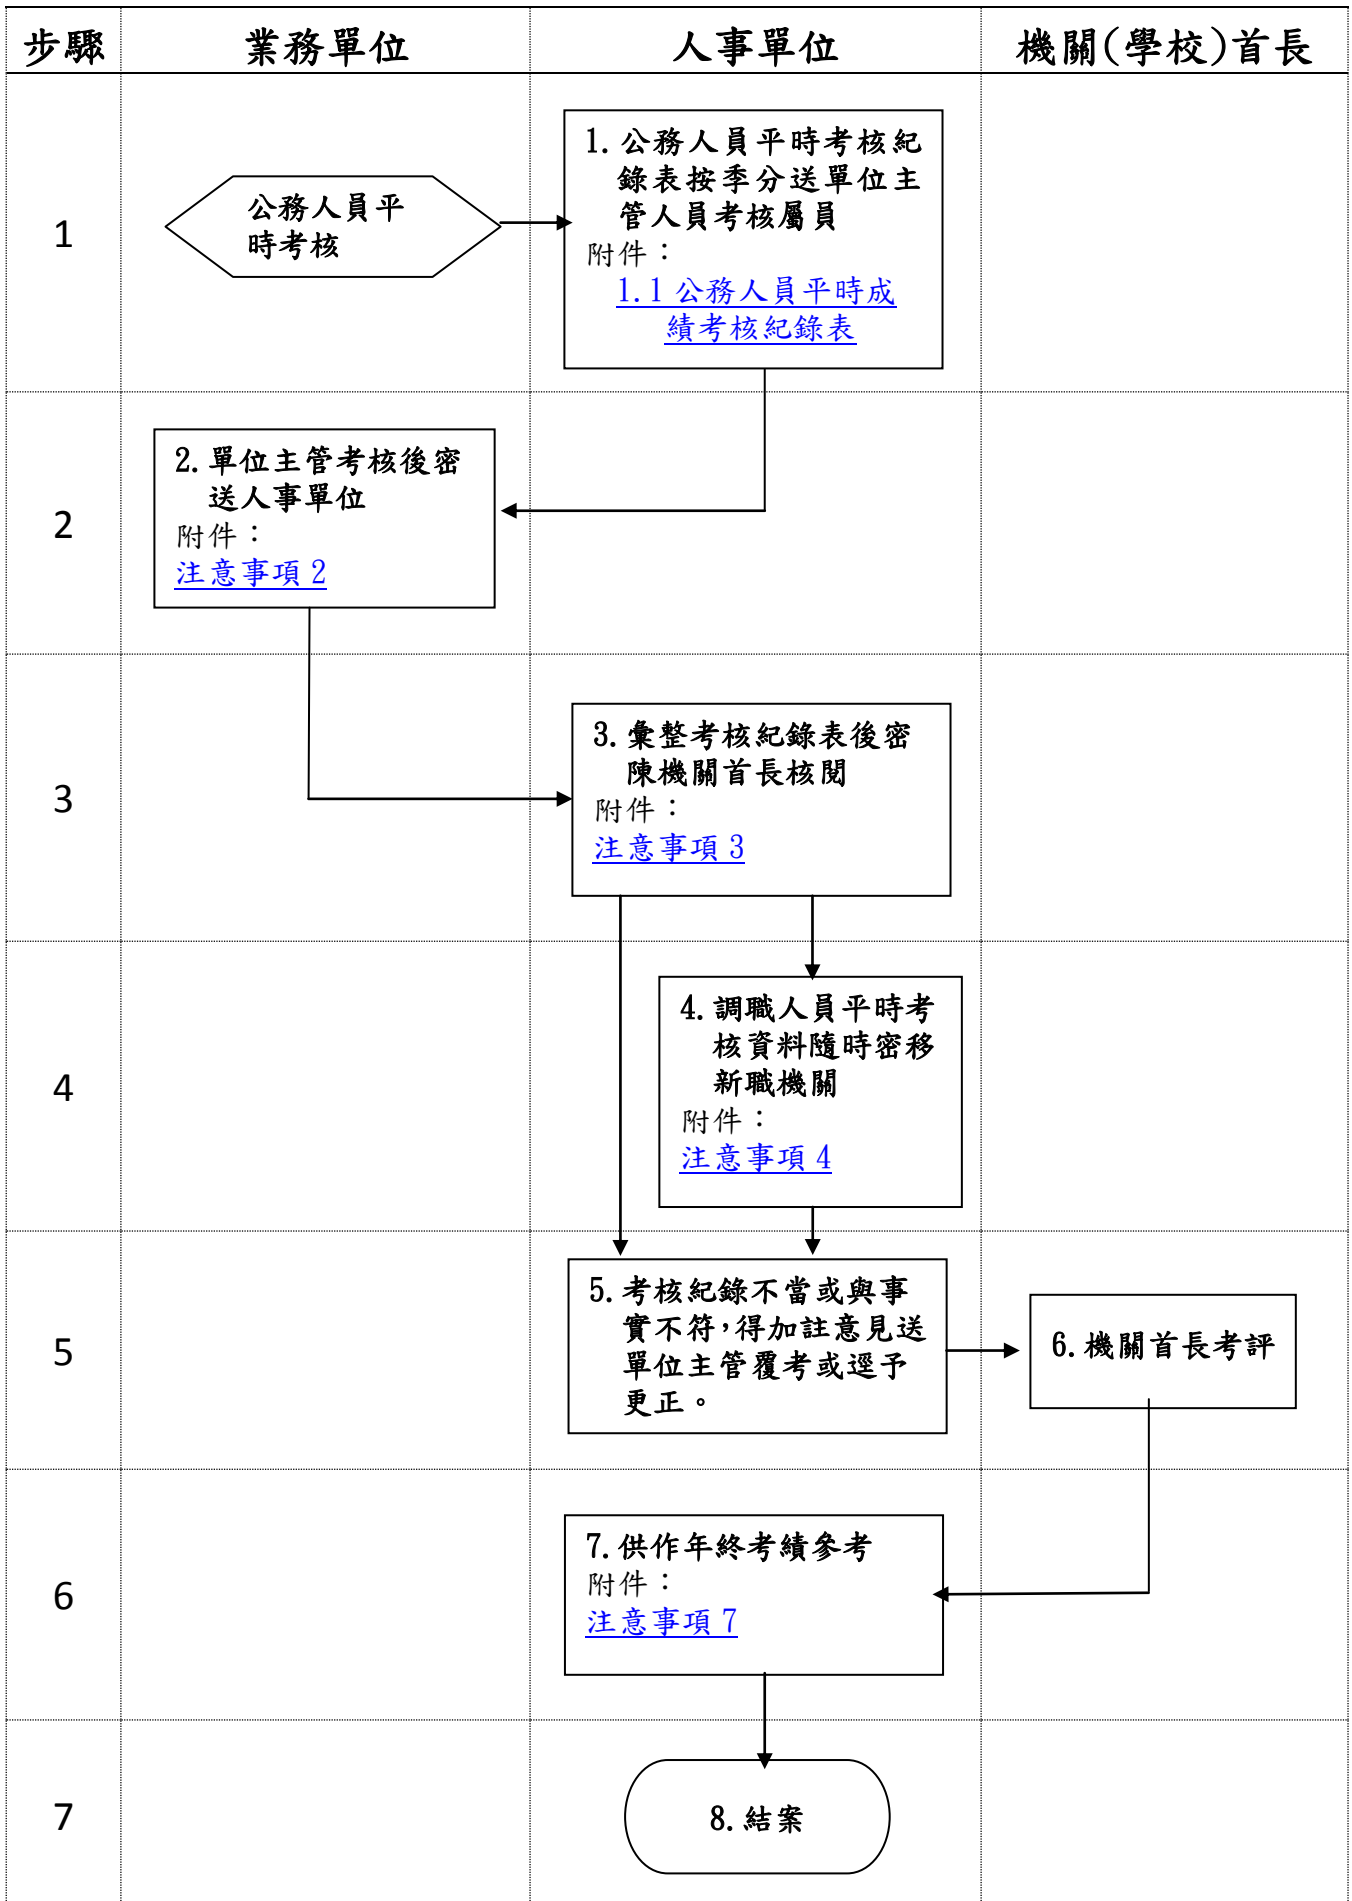 步驟
業務單位
人事單位
機關(學校)首長
1
公務人員平
時考核
1. 公務人員平時考核紀
錄表按季分送單位主
管人員考核屬員
附件：
1.1 公務人員平時成
績考核紀錄表
2
2. 單位主管考核後密
送人事單位
附件：
注意事項 2
3
3. 彙整考核紀錄表後密
陳機關首長核閱
附件：
注意事項 3
4
4. 調職人員平時考
核資料隨時密移
新職機關
附件：
注意事項 4
5
5. 考核紀錄不當或與事
實不符，得加註意見送
單位主管覆考或逕予
更正。
6. 機關首長考評
6
7. 供作年終考績參考
附件：
注意事項 7
7
8. 結案